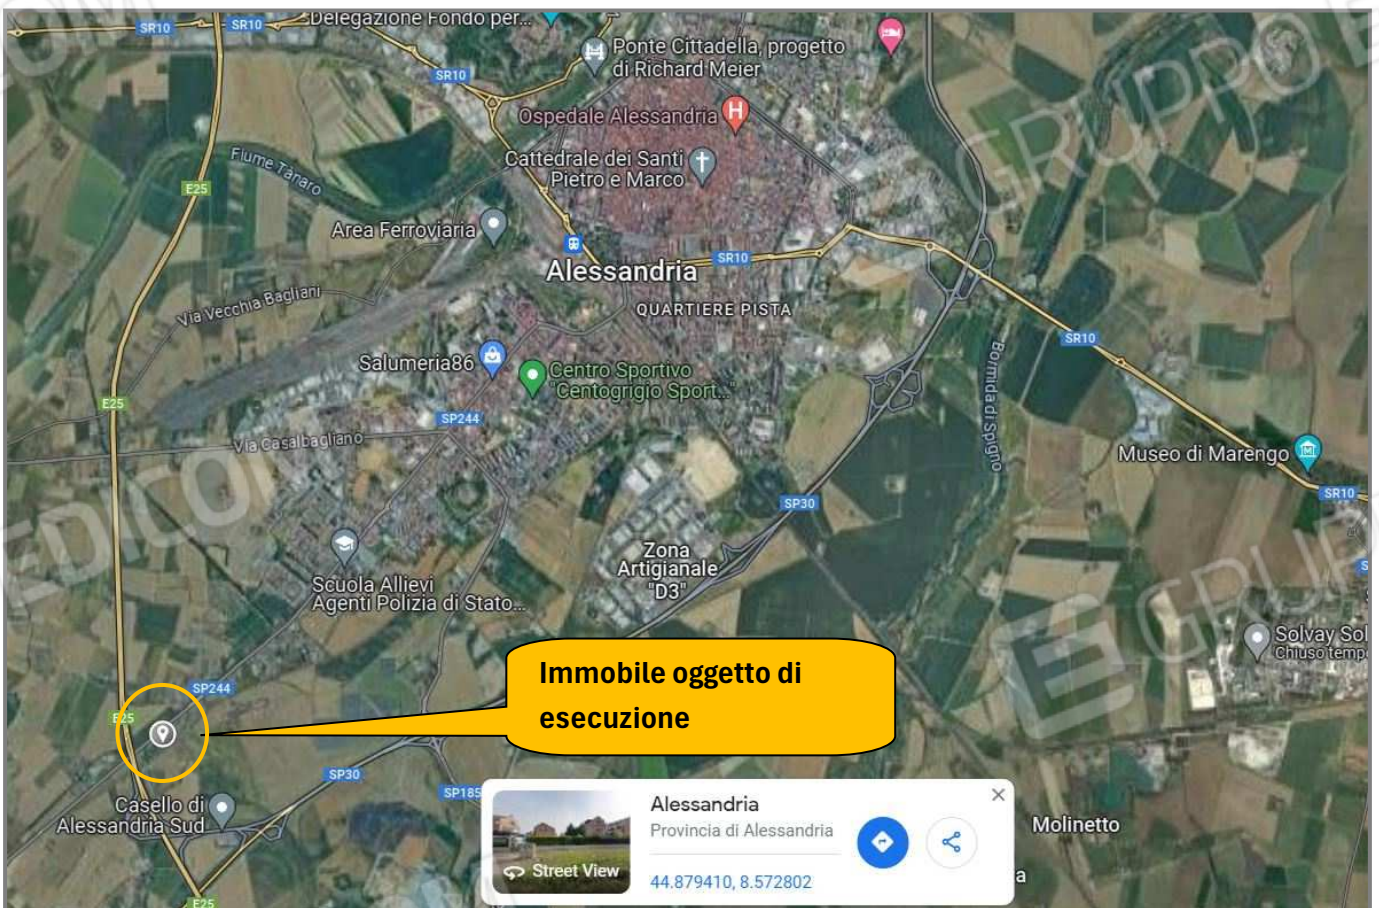 Delegazione Fondo per...
SR10
SR10
Ponte Cittadella, progetto
di Richard Meier
SR10
Ospedale Alessandria
H
Cattedrale dei Santi
Pietro e Marco
Fiume Tanaro
E25
Area Ferroviaria
SR10
Alessandria
QUARTIERE PISTA
Via Vecchia Bagliani
SR10
Bormida di Spigno
Salumeria86
Centro Sportivo
"Centogrigio Sport..."
E25
SP244
Via Casalbagliano
Museo di Marengo
SR10
SP30
Zona
Artigianale
"D3"
Scuola Allievi
Agenti Polizia di Stato...
Solvay Sol
Chiuso temp
Immobile oggetto di
esecuzione
SP244
E25
SP30
SP185
Casello di
Alessandria Sud
E25
Alessandria
Provincia di Alessandria
44.879410, 8.572802
Street View
Molinetto
a
EDICOM
GRUPPO E
GRUP